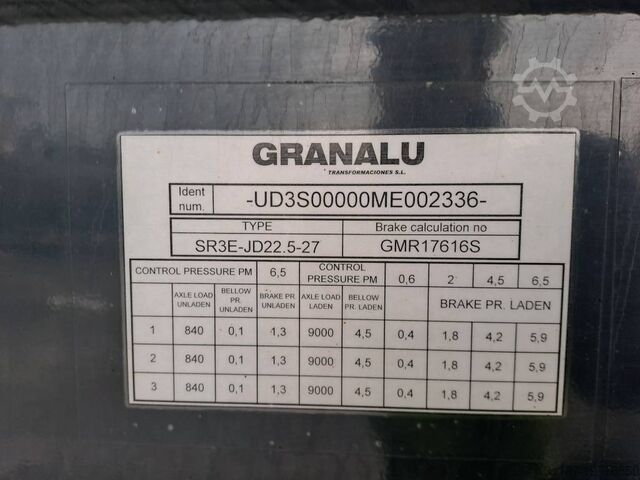 GRANALU
TRANSFORMACIONES S.L.
Ident num. -UD3S00000ME002336-
TYPE Brake calculation no
SR3E-JD22.5-27 GMR17616S
CONTROL PRESSURE PM 6,5 CONTROL PRESSURE PM 0,6 2 4,5 6,5
AXLE LOAD UNLADEN BELLOW PR. UNLADEN BRAKE PR. UNLADEN AXLE LOAD LADEN BELLOW PR. LADEN BRAKE PR. LADEN
1 840 0,1 1,3 9000 4,5 0,4 1,8 4,2 5,9
2 840 0,1 1,3 9000 4,5 0,4 1,8 4,2 5,9
3 840 0,1 1,3 9000 4,5 0,4 1,8 4,2 5,9